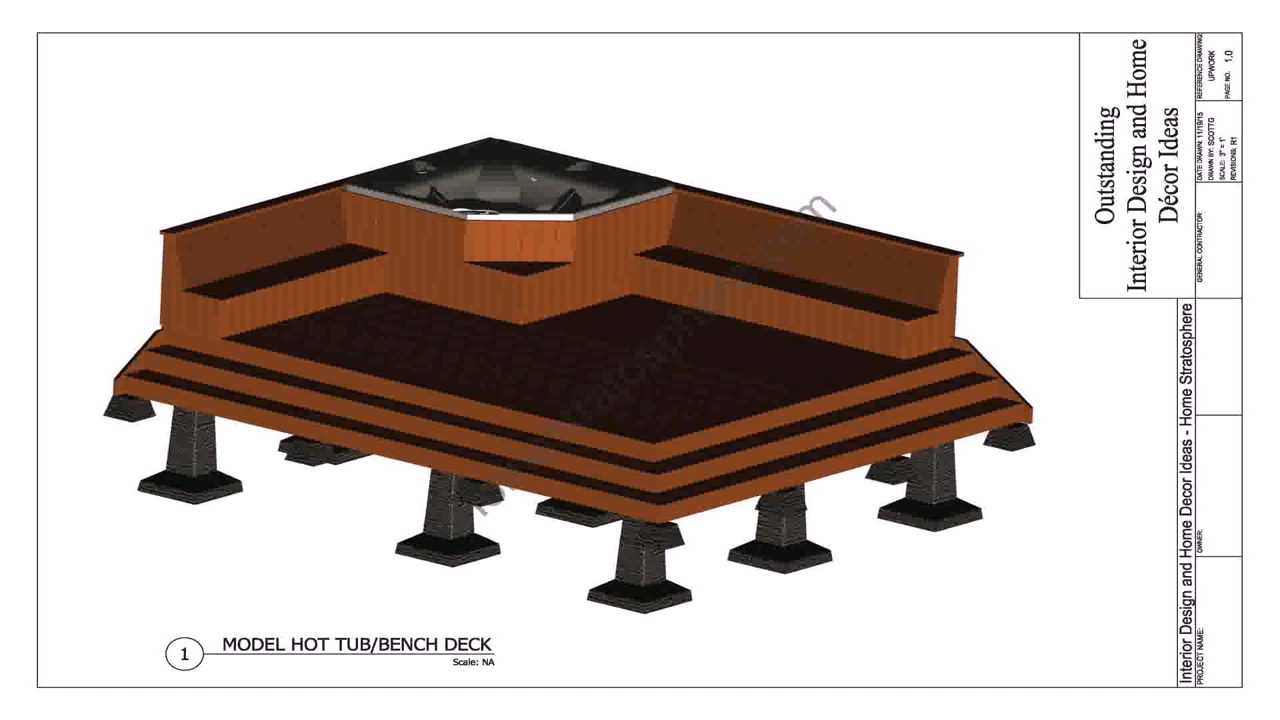 1
MODEL HOT TUB/BENCH DECK
Scale: NA
Outstanding
Interior Design and Home
Décor Ideas
REFERENCE DRAWING:
UPWORK
PAGE NO. 1.0
DATE DRAWN: 11/19/15
DRAWN BY: SCOTTG
SCALE: 3" = 1'
REVISIONS: R1
GENERAL CONTRACTOR:
OWNER:
PROJECT NAME:
Interior Design and Home Decor Ideas - Home Stratosphere